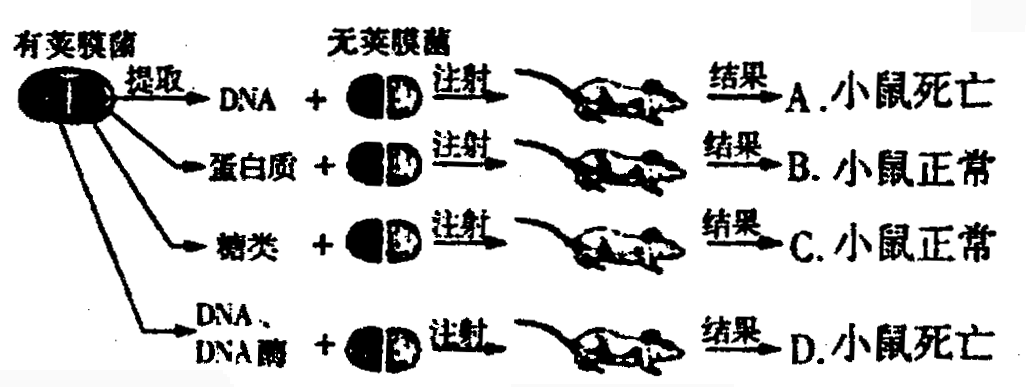 有荚膜菌 无荚膜菌
提取 DNA + 注射 结果 A.小鼠死亡
蛋白质 + 注射 结果 B.小鼠正常
糖类 + 注射 结果 C.小鼠正常
DNA、
DNA酶 + 注射 结果 D.小鼠死亡